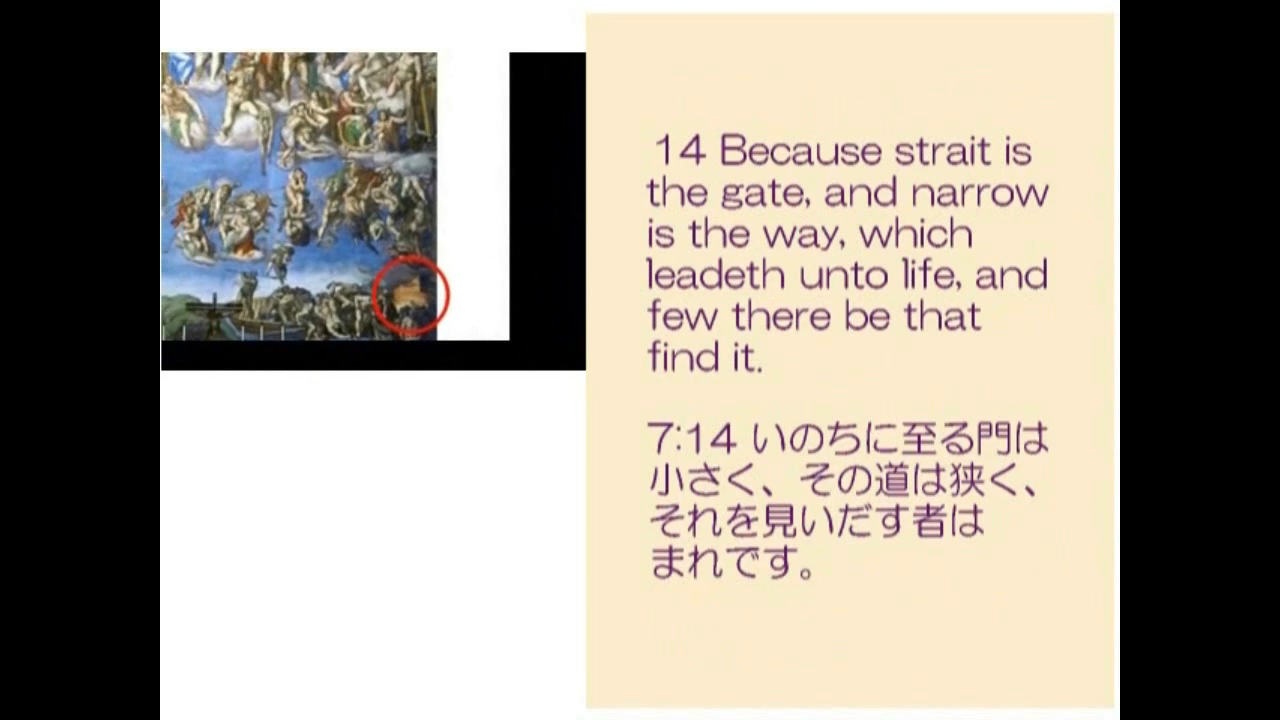 14 Because strait is
the gate, and narrow
is the way, which
leadeth unto life, and
few there be that
find it.
7:14 いのちに至る門は
小さく、その道は狭く、
それを見いだす者は
まれです。